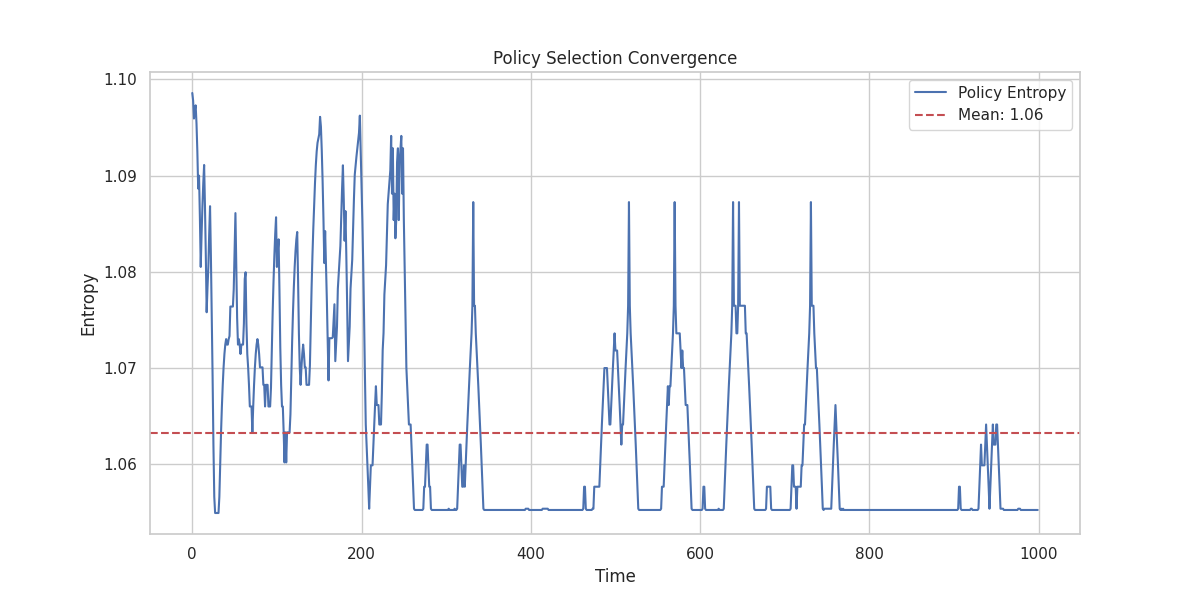 Policy Selection Convergence
1.10
1.09
1.08
1.07
1.06
Entropy
Policy Entropy
Mean: 1.06
0
200
400
600
800
1000
Time